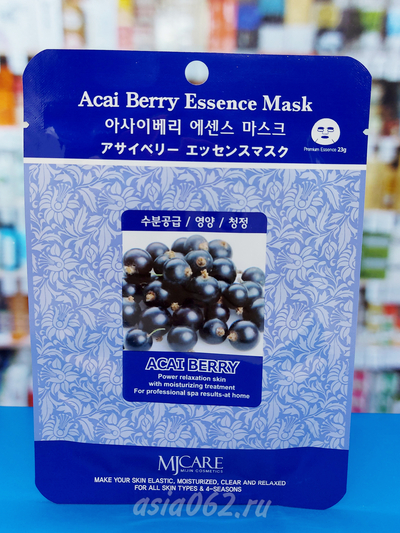 Acai Berry Essence Mask
아사이베리 에센스 마스크
アサイベリー エッセンスマスク
Premium Essence 23g
수분공급 / 영양 / 청정
ACAI BERRY
Power relaxation skin
with moisturizing treatment
For professional spa results-at home
MJCARE
MIJIN COSMETICS
MAKE YOUR SKIN ELASTIC, MOISTURIZED, CLEAR AND RELAXED
FOR ALL SKIN TYPES & 4-SEASONS
asia062.ru